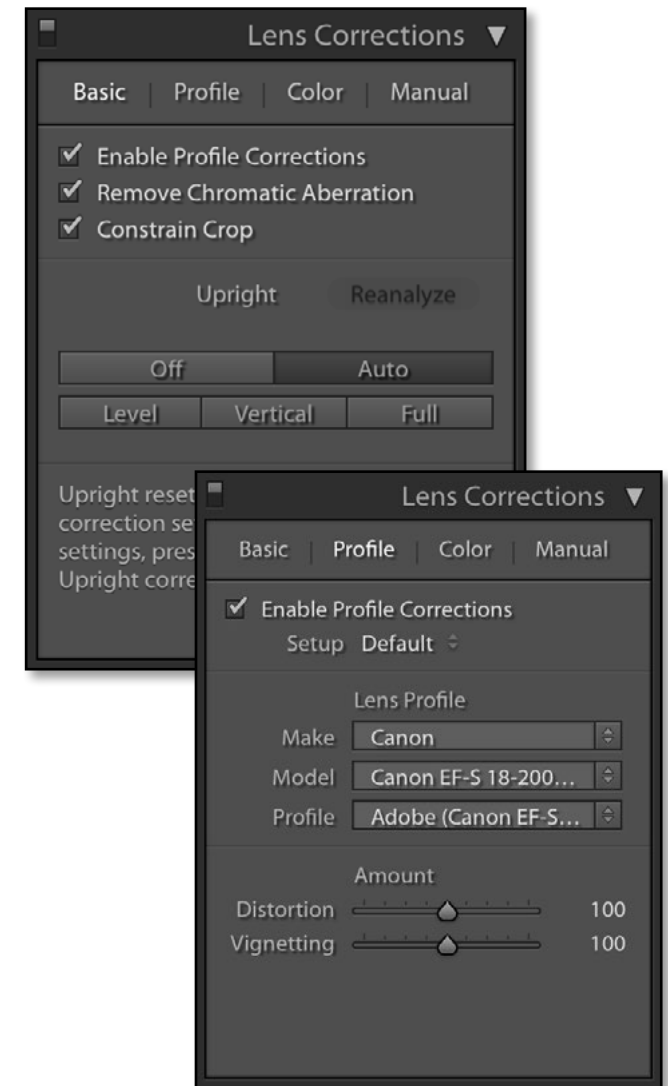 Lens Corrections
Basic | Profile | Color | Manual
Enable Profile Corrections
Remove Chromatic Aberration
Constrain Crop
Upright Reanalyze
Off Auto
Level Vertical Full
Upright reset
correction se
settings, pres
Upright corre
Lens Corrections
Basic | Profile | Color | Manual
Enable Profile Corrections
Setup Default
Lens Profile
Make Canon
Model Canon EF-S 18-200...
Profile Adobe (Canon EF-S...
Amount
Distortion 100
Vignetting 100